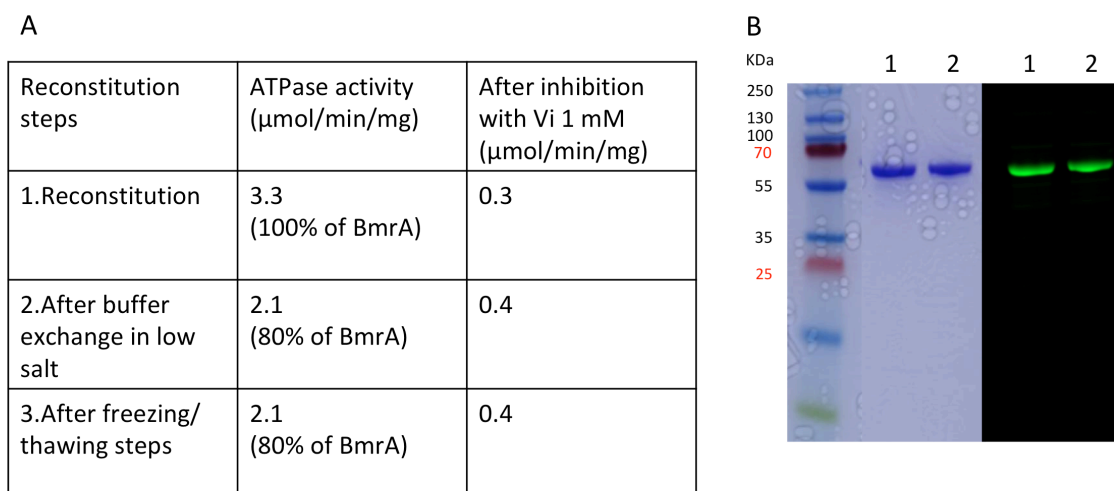 A
Reconstitution
steps
ATPase activity
(µmol/min/mg)
After inhibition
with Vi 1 mM
(µmol/min/mg)
1.Reconstitution
3.3
(100% of BmrA)
0.3
2.After buffer
exchange in low
salt
2.1
(80% of BmrA)
0.4
3.After freezing/
thawing steps
2.1
(80% of BmrA)
0.4
B
KDa
1 2 1 2
250
130
100
70
55
35
25